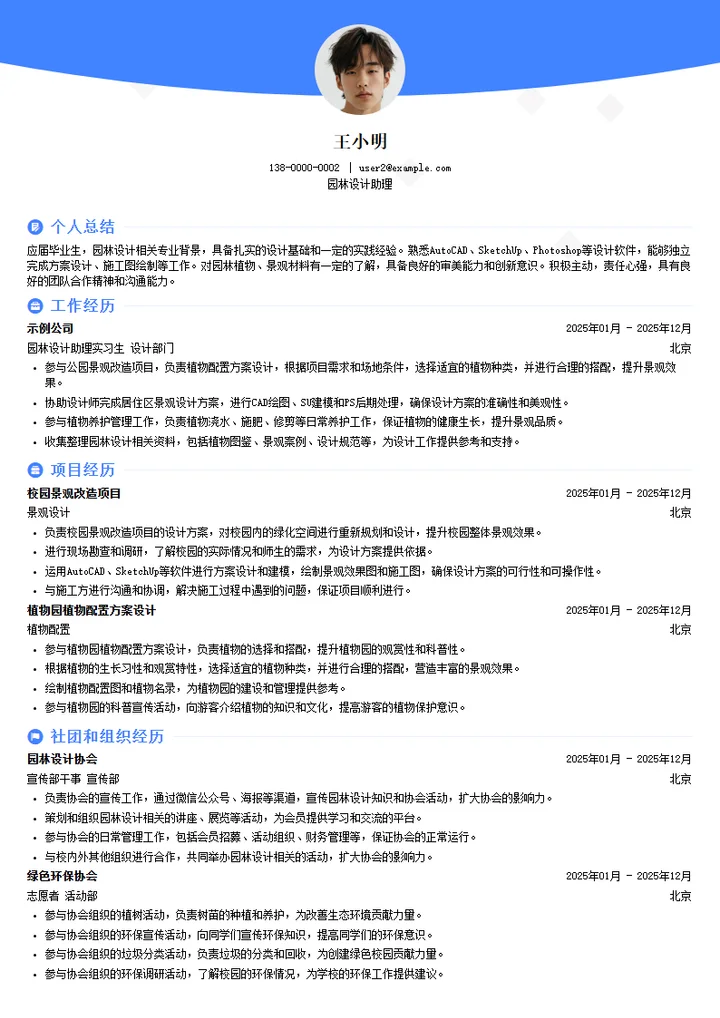 王小明
138-0000-0002 | user2@example.com
园林设计助理
个人总结
应届毕业生，园林设计相关专业背景，具备扎实的设计基础和一定的实践经验。熟悉AutoCAD、SketchUp、Photoshop等设计软件，能够独立
完成方案设计、施工图绘制等工作。对园林植物、景观材料有一定的了解，具备良好的审美能力和创新意识。积极主动，责任心强，具有良
好的团队合作精神和沟通能力。
工作经历
示例公司 2025年01月 - 2025年12月
园林设计助理实习生 设计部门 北京
• 参与公园景观改造项目，负责植物配置方案设计，根据项目需求和场地条件，选择适宜的植物种类，并进行合理的搭配，提升景观效
果。
• 协助设计师完成居住区景观设计方案，进行CAD绘图、SU建模和PS后期处理，确保设计方案的准确性和美观性。
• 参与植物养护管理工作，负责植物浇水、施肥、修剪等日常养护工作，保证植物的健康生长，提升景观品质。
• 收集整理园林设计相关资料，包括植物图鉴、景观案例、设计规范等，为设计工作提供参考和支持。
项目经历
校园景观改造项目 2025年01月 - 2025年12月
景观设计 北京
• 负责校园景观改造项目的设计方案，对校园内的绿化空间进行重新规划和设计，提升校园整体景观效果。
• 进行现场勘查和调研，了解校园的实际情况和师生的需求，为设计方案提供依据。
• 运用AutoCAD、SketchUp等软件进行方案设计和建模，绘制景观效果图和施工图，确保设计方案的可行性和可操作性。
• 与施工方进行沟通和协调，解决施工过程中遇到的问题，保证项目顺利进行。
植物园植物配置方案设计 2025年01月 - 2025年12月
植物配置 北京
• 参与植物园植物配置方案设计，负责植物的选择和搭配，提升植物园的观赏性和科普性。
• 根据植物的生长习性和观赏特性，选择适宜的植物种类，并进行合理的搭配，营造丰富的景观效果。
• 绘制植物配置图和植物名录，为植物园的建设和管理提供参考。
• 参与植物园的科普宣传活动，向游客介绍植物的知识和文化，提高游客的植物保护意识。
社团和组织经历
园林设计协会 2025年01月 - 2025年12月
宣传部干事 宣传部 北京
• 负责协会的宣传工作，通过微信公众号、海报等渠道，宣传园林设计知识和协会活动，扩大协会的影响力。
• 策划和组织园林设计相关的讲座、展览等活动，为会员提供学习和交流的平台。
• 参与协会的日常管理工作，包括会员招募、活动组织、财务管理等，保证协会的正常运行。
• 与校内外其他组织进行合作，共同举办园林设计相关的活动，扩大协会的影响力。
绿色环保协会 2025年01月 - 2025年12月
志愿者 活动部 北京
• 参与协会组织的植树活动，负责树苗的种植和养护，为改善生态环境贡献力量。
• 参与协会组织的环保宣传活动，向同学们宣传环保知识，提高同学们的环保意识。
• 参与协会组织的垃圾分类活动，负责垃圾的分类和回收，为创建绿色校园贡献力量。
• 参与协会组织的环保调研活动，了解校园的环保情况，为学校的环保工作提供建议。